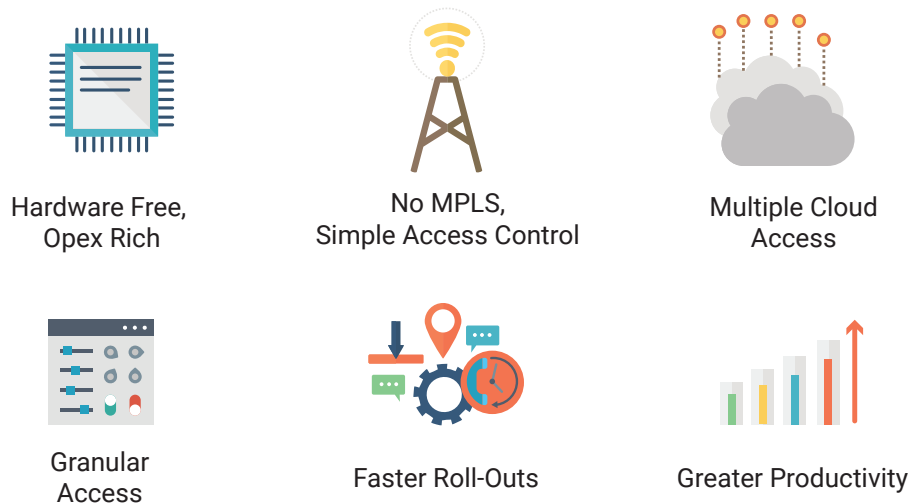 Hardware Free,
Opex Rich
No MPLS,
Simple Access Control
Multiple Cloud
Access
Granular
Access
Faster Roll-Outs
Greater Productivity